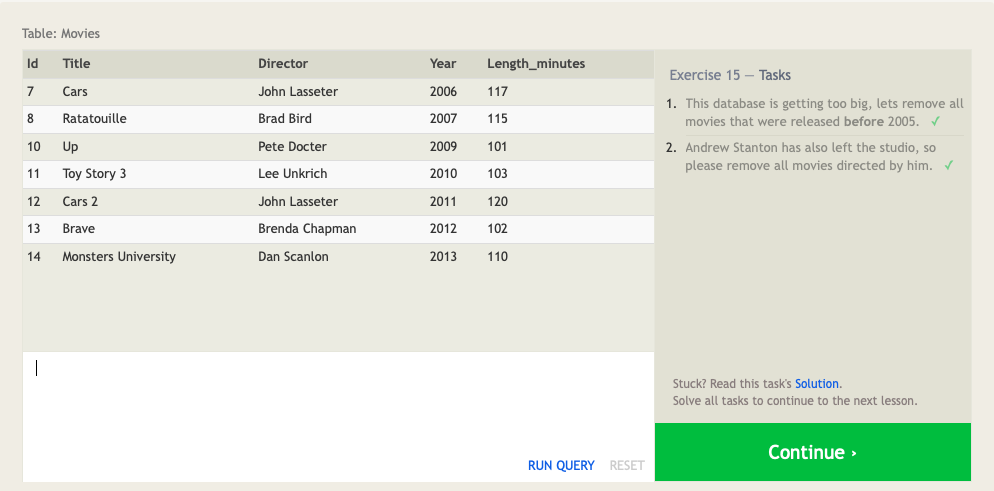 Table: Movies
Id Title Director Year Length_minutes
7 Cars John Lasseter 2006 117
8 Ratatouille Brad Bird 2007 115
10 Up Pete Docter 2009 101
11 Toy Story 3 Lee Unkrich 2010 103
12 Cars 2 John Lasseter 2011 120
13 Brave Brenda Chapman 2012 102
14 Monsters University Dan Scanlon 2013 110
RUN QUERY RESET
Exercise 15 — Tasks
1. This database is getting too big, lets remove all
movies that were released before 2005. ✓
2. Andrew Stanton has also left the studio, so
please remove all movies directed by him. ✓
Stuck? Read this task's Solution.
Solve all tasks to continue to the next lesson.
Continue ›